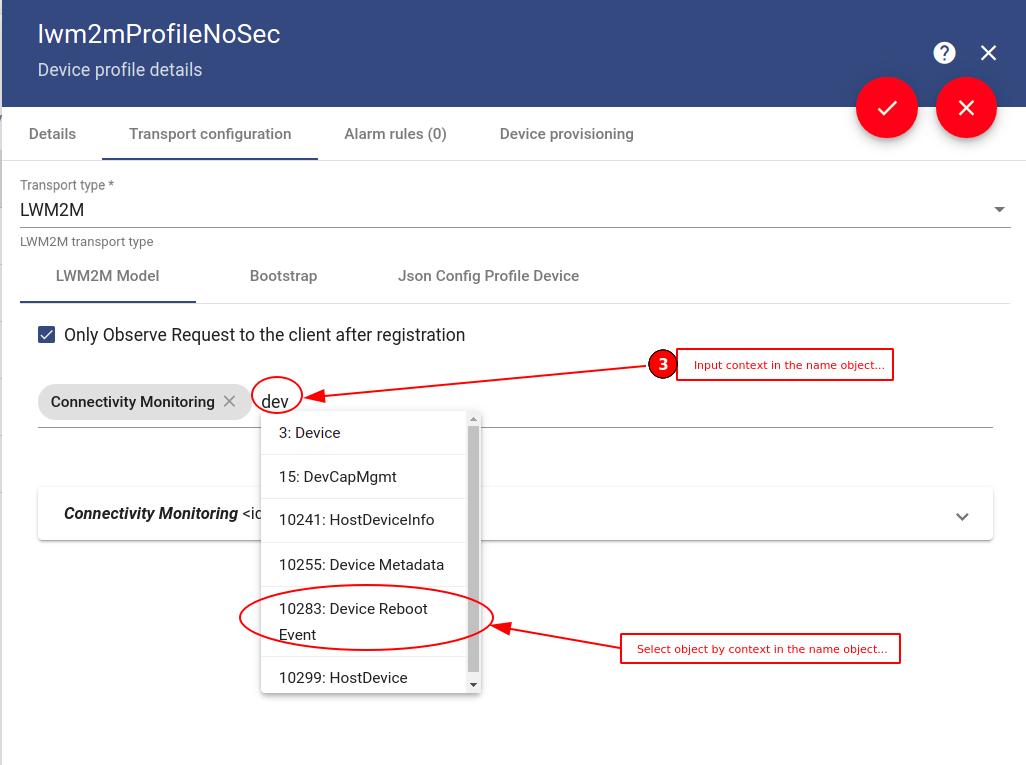 lwm2mProfileNoSec
Device profile details
?
Details Transport configuration Alarm rules (0) Device provisioning
Transport type *
LWM2M
LWM2M transport type
LWM2M Model Bootstrap Json Config Profile Device
Only Observe Request to the client after registration
3 Input context in the name object...
Connectivity Monitoring dev
3: Device
15: DevCapMgmt
Connectivity Monitoring
10241: HostDeviceInfo
10255: Device Metadata
10283: Device Reboot
Event
Select object by context in the name object...
10299: HostDevice